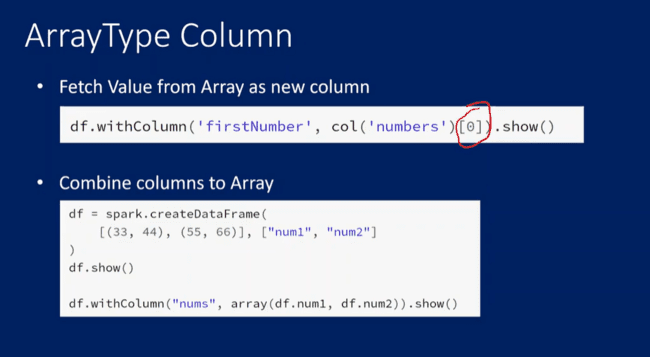 ArrayType Column
• Fetch Value from Array as new column
df.withColumn('firstNumber', col('numbers')[0]).show()
• Combine columns to Array
df = spark.createDataFrame(
    [(33, 44), (55, 66)], ["num1", "num2"]
)
df.show()
df.withColumn("nums", array(df.num1, df.num2)).show()